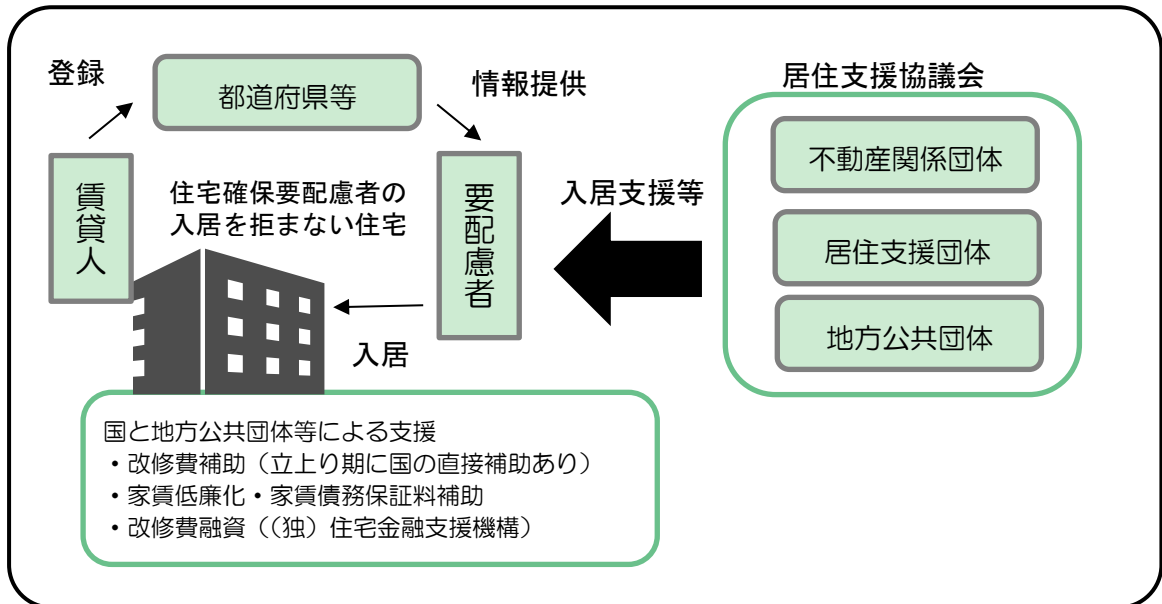 登録
都道府県等
情報提供
賃貸人
住宅確保要配慮者の
入居を拒まない住宅
要配慮者
入居
入居支援等
居住支援協議会
不動産関係団体
居住支援団体
地方公共団体
国と地方公共団体等による支援
・改修費補助（立上り期に国の直接補助あり）
・家賃低廉化・家賃債務保証料補助
・改修費融資（（独）住宅金融支援機構）